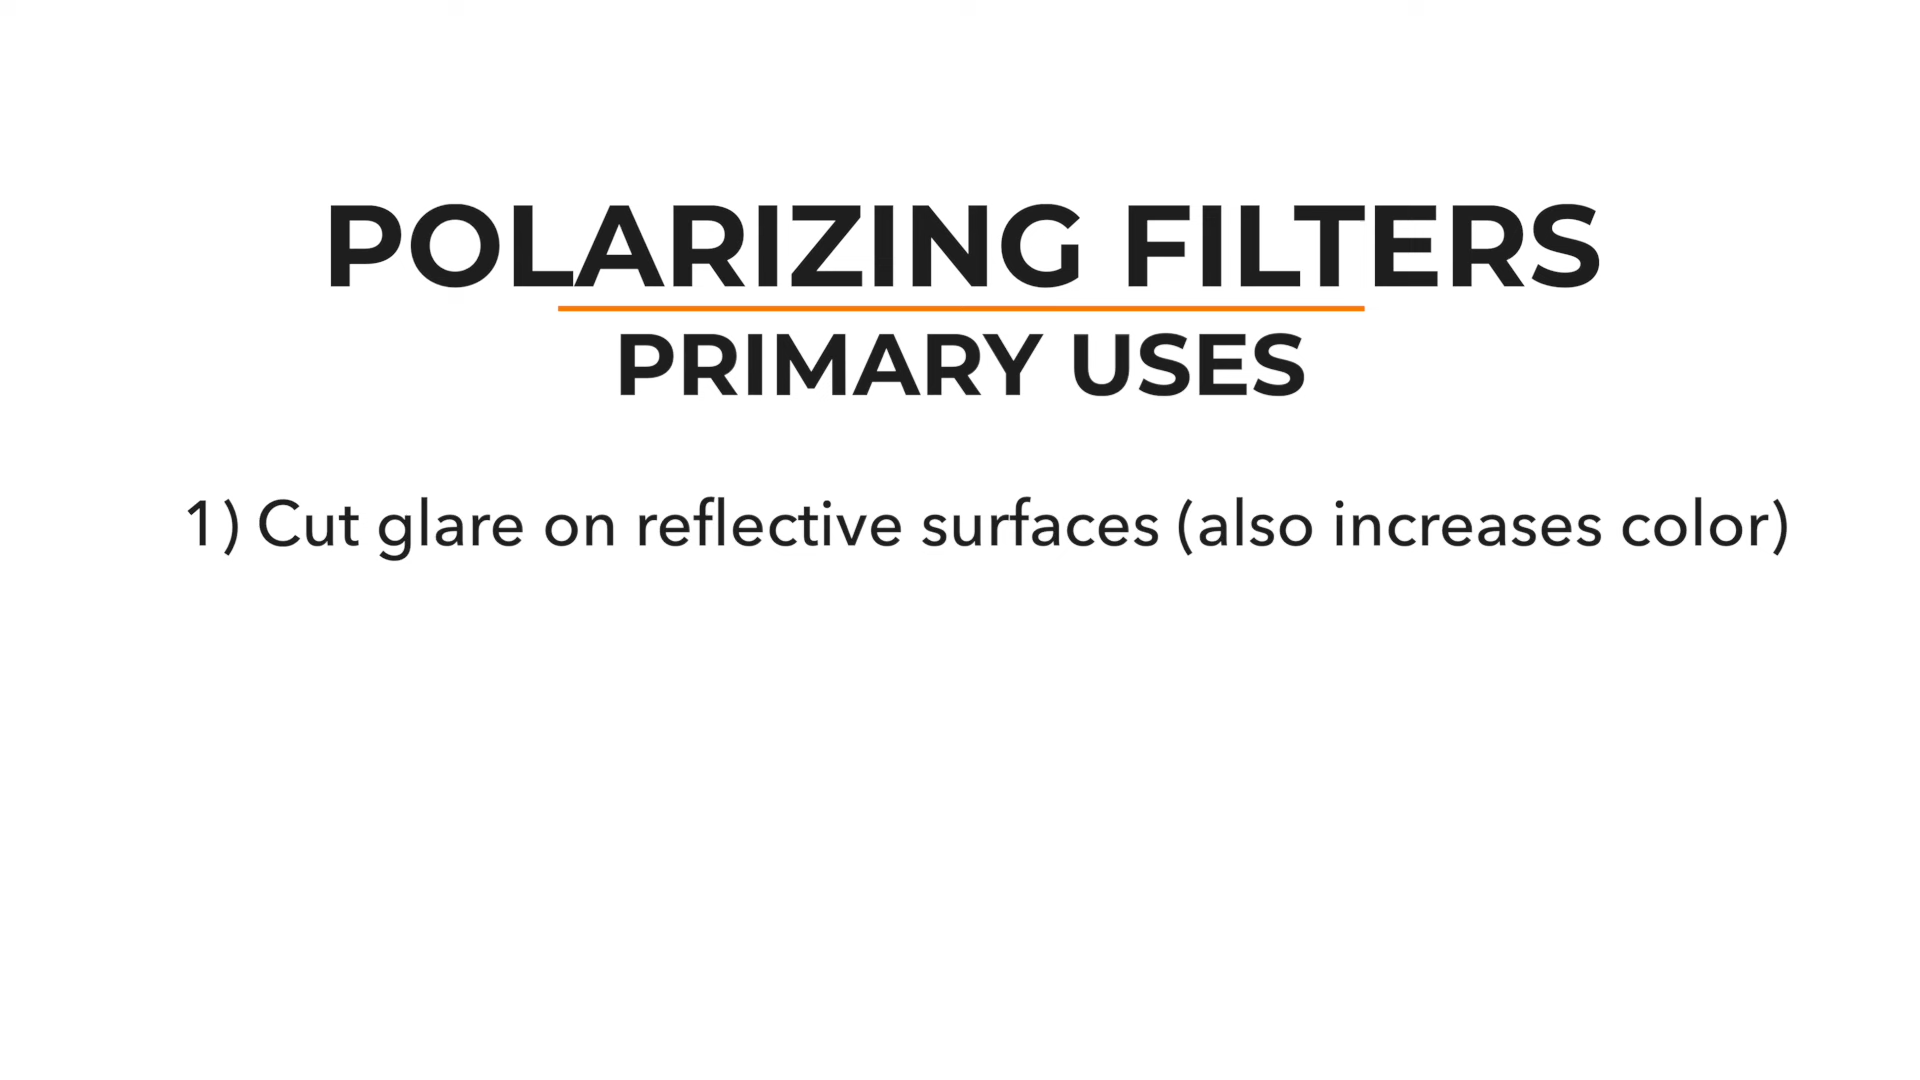 POLARIZING FILTERS
PRIMARY USES
1) Cut glare on reflective surfaces (also increases color)